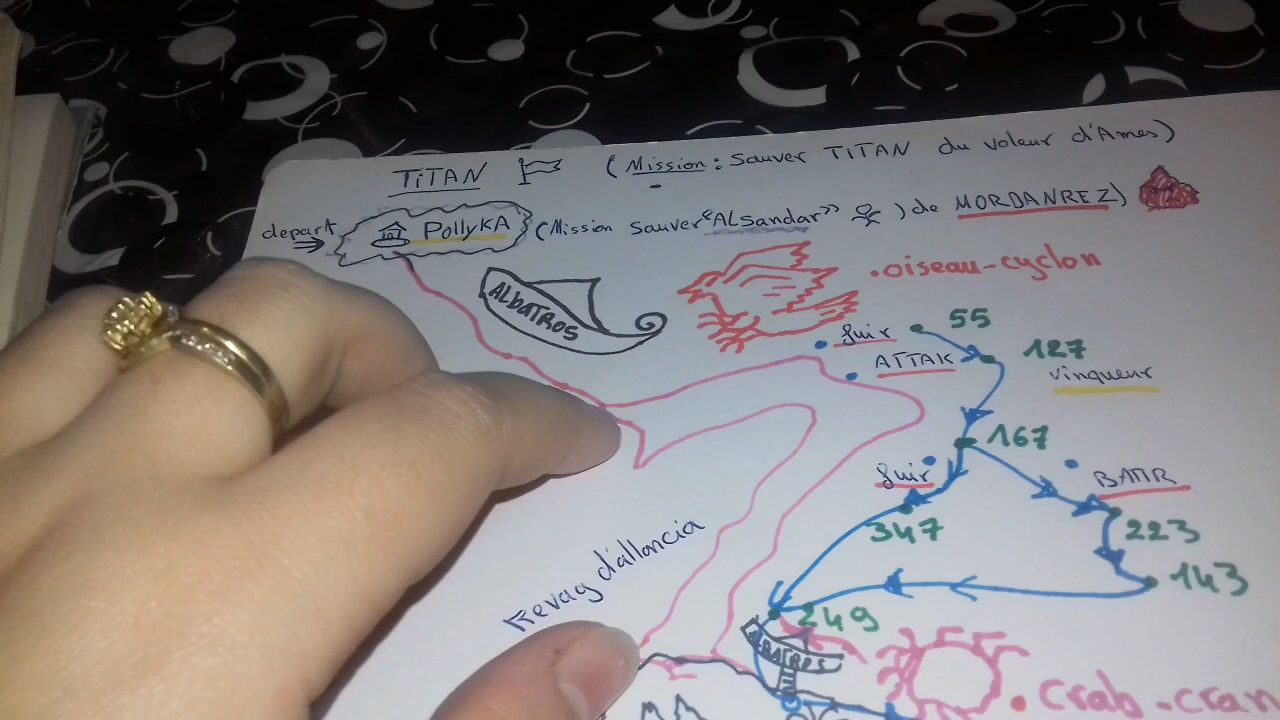 TiTAN (Mission : Sauver TiTAN du voleur d'Ames)
depart PollyKA (Mission sauver "ALsandar" ) de MORDANREZ)
ALbaTROS
.oiseau-cyclon
fuir 55
ATTAK 127
vinqueur
167
fuir BATTR
347 223
143
Kevag d'allancia
249
ALBATROS
. Crab-cran